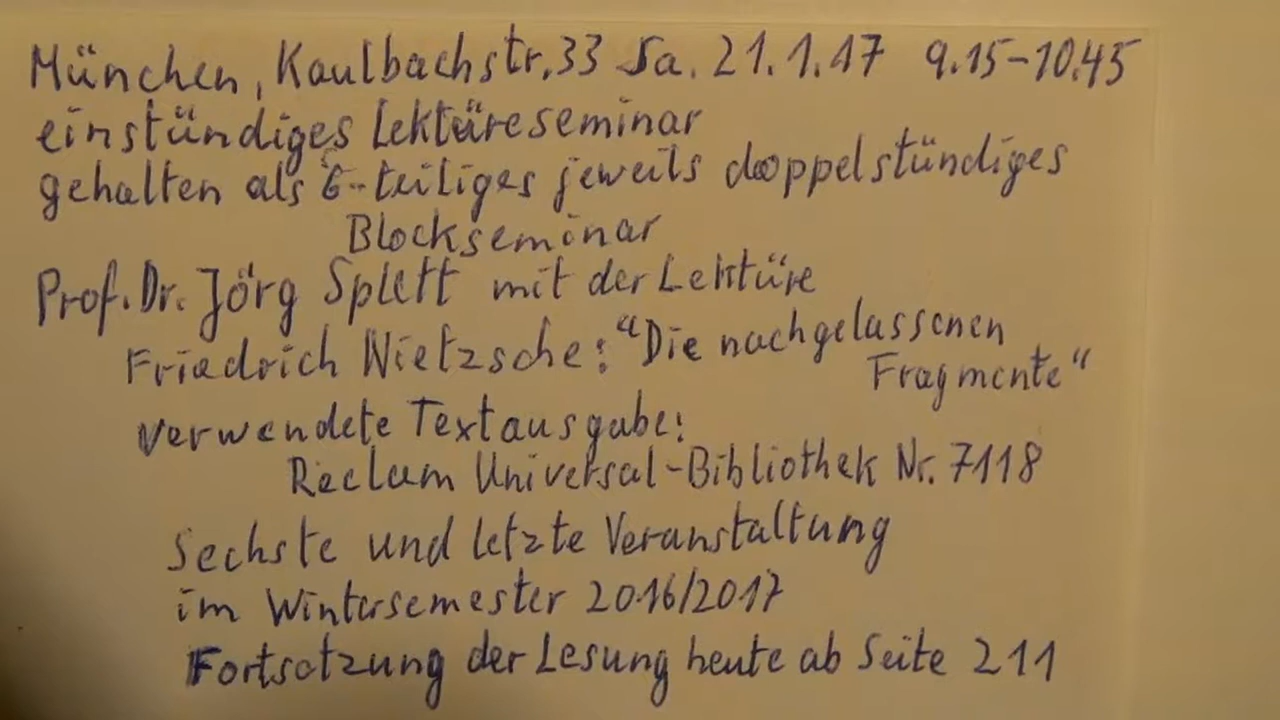 München, Kaulbachstr. 33 Sa. 21.1.17 9.15-10.45
einstündiges Lektüreseminar
gehalten als 6-teiliges jeweils doppelstündiges
Blockseminar
Prof. Dr. Jörg Splett mit der Lektüre
Friedrich Nietzsche: "Die nachgelassenen
Fragmente"
verwendete Textausgabe:
Reclam Universal-Bibliothek Nr. 7118
Sechste und letzte Veranstaltung
im Wintersemester 2016/2017
Fortsetzung der Lesung heute ab Seite 211